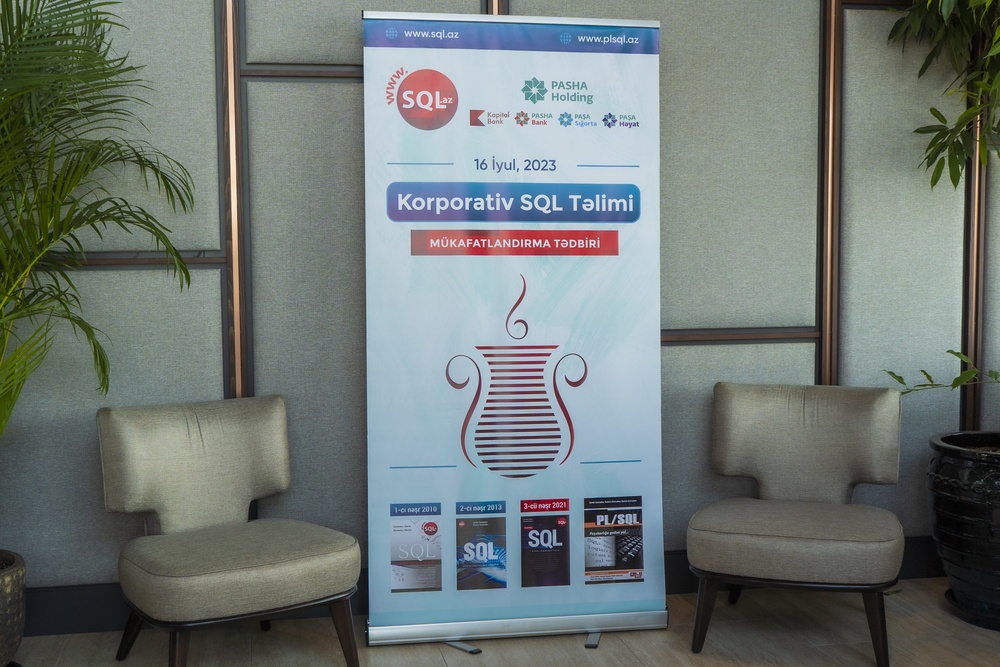 www.sql.az www.plsql.az
www.
SQL.az
PASHA
Holding
Kapital
Bank
PASHA
Bank
PAŞA
Sığorta
PAŞA
Həyat
16 İyul, 2023
Korporativ SQL Təlimi
MÜKAFATLANDIRMA TƏDBİRİ
1-ci nəşr 2010
2-ci nəşr 2013
3-cü nəşr 2021
SQL
SQL
SQL
PL/SQL